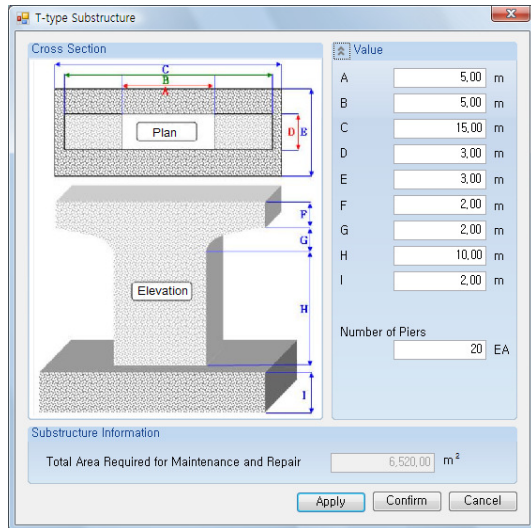 T-type Substructure
Cross Section
C
B
A
Plan
D E
F
G
Elevation
H
I
Value
A 5,00 m
B 5,00 m
C 15,00 m
D 3,00 m
E 3,00 m
F 2,00 m
G 2,00 m
H 10,00 m
I 2,00 m
Number of Piers
20 EA
Substructure Information
Total Area Required for Maintenance and Repair 6,520,00 m²
Apply Confirm Cancel